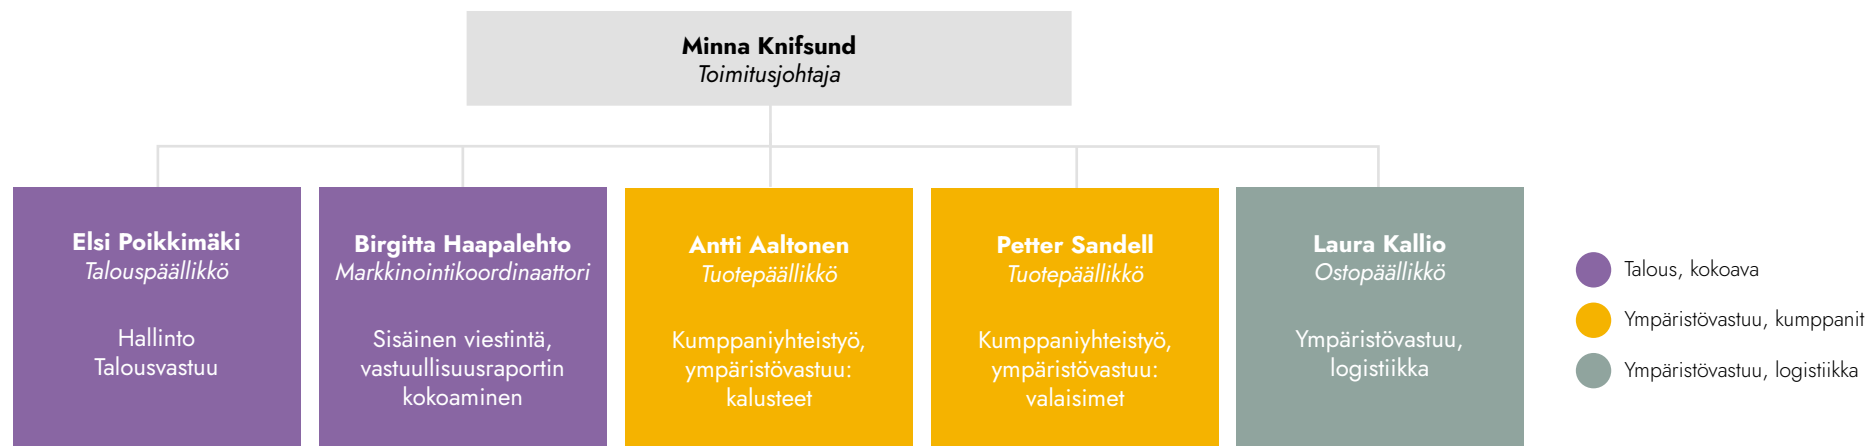 Minna Knifsund
Toimitusjohtaja
Elsi Poikkimäki
Talouspäällikkö
Hallinto
Talousvastuu
Birgitta Haapalehto
Markkinointikoordinaattori
Sisäinen viestintä,
vastuullisuusraportin
kokoaminen
Antti Aaltonen
Tuotepäällikkö
Kumppaniyhteistyö,
ympäristövastuu:
kalusteet
Petter Sandell
Tuotepäällikkö
Kumppaniyhteistyö,
ympäristövastuu:
valaisimet
Laura Kallio
Ostopäällikkö
Ympäristövastuu,
logistiikka
Talous, kokoava
Ympäristövastuu, kumppanit
Ympäristövastuu, logistiikka